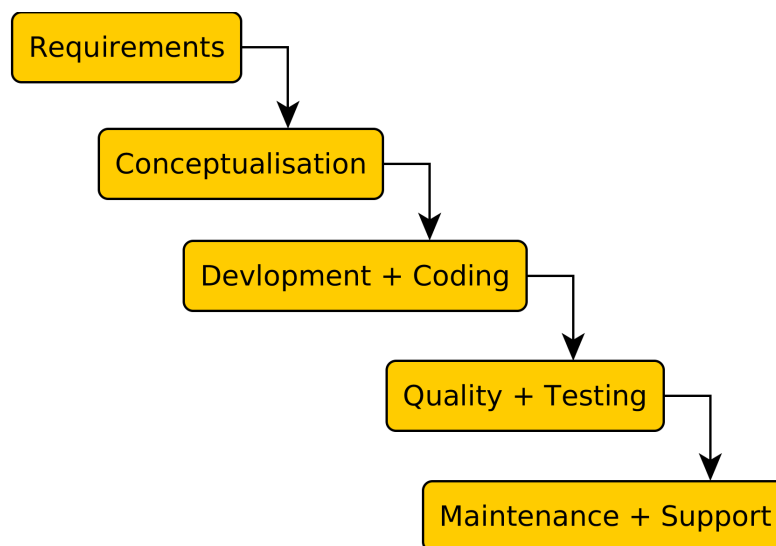 Requirements
Conceptualisation
Devlopment + Coding
Quality + Testing
Maintenance + Support